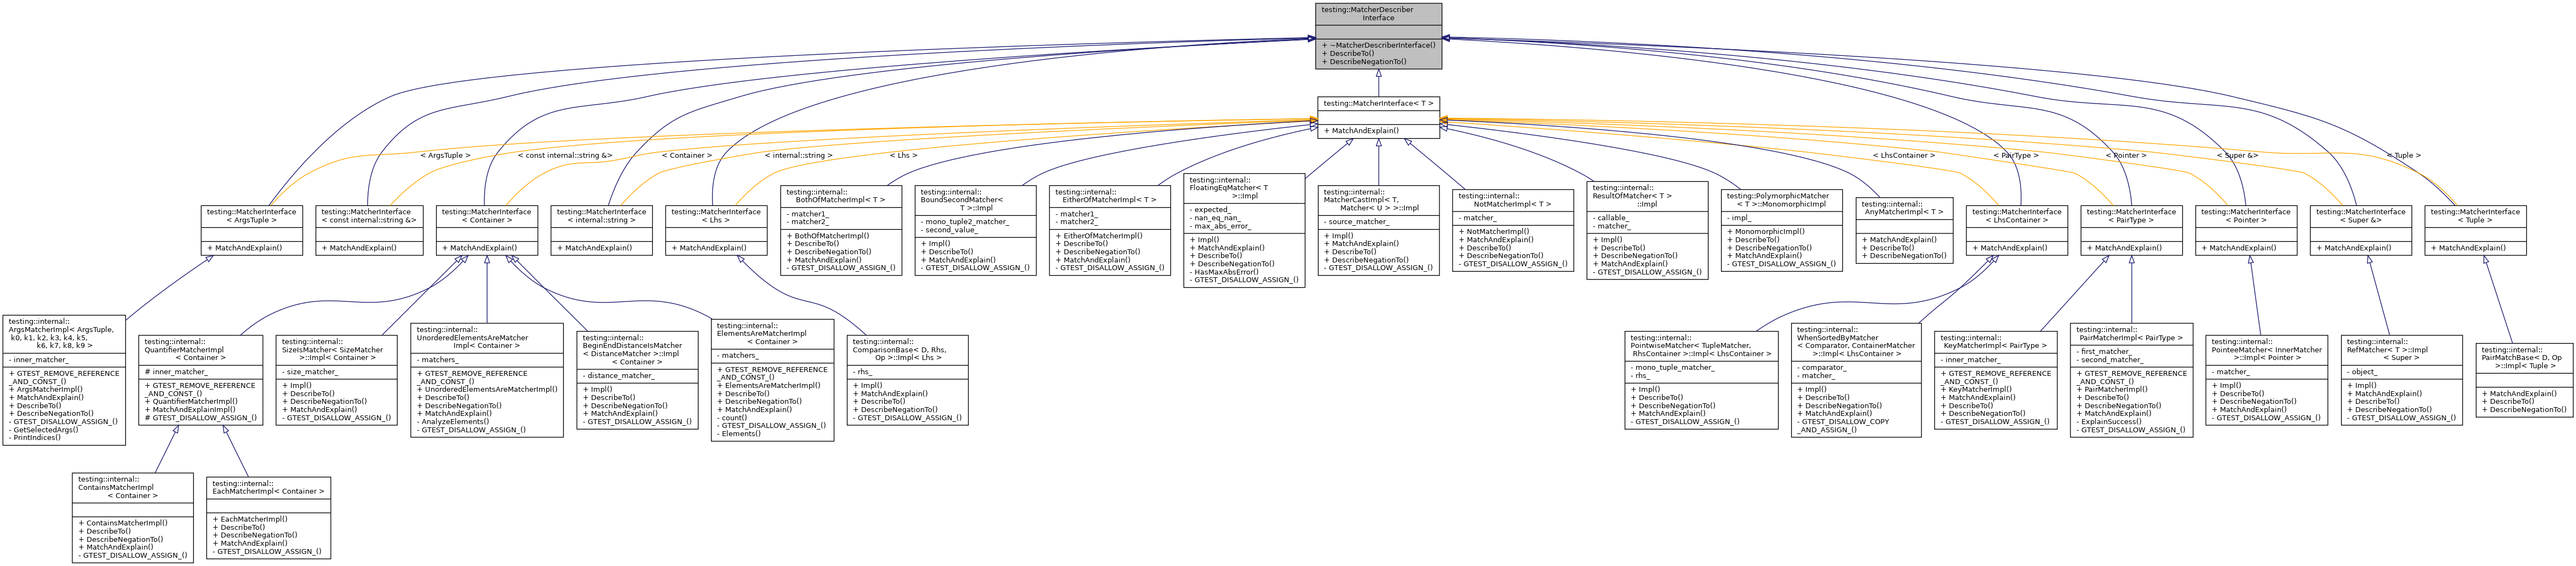 testing::MatcherDescriber
Interface
+ ~MatcherDescriberInterface()
+ DescribeTo()
+ DescribeNegationTo()
testing::MatcherInterface< T >
+ MatchAndExplain()
< ArgsTuple >
< const internal::string &>
< Container >
< internal::string >
< Lhs >
< LhsContainer >
< PairType >
< Pointer >
< Super &>
< Tuple >
testing::MatcherInterface
< ArgsTuple >
+ MatchAndExplain()
testing::MatcherInterface
< const internal::string &>
+ MatchAndExplain()
testing::MatcherInterface
< Container >
+ MatchAndExplain()
testing::MatcherInterface
< internal::string >
+ MatchAndExplain()
testing::MatcherInterface
< Lhs >
+ MatchAndExplain()
testing::internal::
BothOfMatcherImpl< T >
- matcher1_
- matcher2_
+ BothOfMatcherImpl()
+ DescribeTo()
+ DescribeNegationTo()
+ MatchAndExplain()
- GTEST_DISALLOW_ASSIGN_()
testing::internal::
BoundSecondMatcher<
T >::Impl
- mono_tuple2_matcher_
- second_value_
+ Impl()
+ DescribeTo()
+ MatchAndExplain()
- GTEST_DISALLOW_ASSIGN_()
testing::internal::
EitherOfMatcherImpl< T >
- matcher1_
- matcher2_
+ EitherOfMatcherImpl()
+ DescribeTo()
+ DescribeNegationTo()
+ MatchAndExplain()
- GTEST_DISALLOW_ASSIGN_()
testing::internal::
FloatingEqMatcher< T
>::Impl
- expected_
- nan_eq_nan_
- max_abs_error_
+ Impl()
+ MatchAndExplain()
+ DescribeTo()
+ DescribeNegationTo()
- HasMaxAbsError()
- GTEST_DISALLOW_ASSIGN_()
testing::internal::
MatcherCastImpl< T,
Matcher< U > >::Impl
- source_matcher_
+ Impl()
+ MatchAndExplain()
+ DescribeTo()
+ DescribeNegationTo()
- GTEST_DISALLOW_ASSIGN_()
testing::internal::
NotMatcherImpl< T >
- matcher_
+ NotMatcherImpl()
+ MatchAndExplain()
+ DescribeTo()
+ DescribeNegationTo()
- GTEST_DISALLOW_ASSIGN_()
testing::internal::
ResultOfMatcher< T >
::Impl
- callable_
- matcher_
+ Impl()
+ DescribeTo()
+ DescribeNegationTo()
+ MatchAndExplain()
- GTEST_DISALLOW_ASSIGN_()
testing::PolymorphicMatcher
< T >::MonomorphicImpl
- impl_
+ MonomorphicImpl()
+ DescribeTo()
+ DescribeNegationTo()
+ MatchAndExplain()
- GTEST_DISALLOW_ASSIGN_()
testing::internal::
AnyMatcherImpl< T >
+ MatchAndExplain()
+ DescribeTo()
+ DescribeNegationTo()
testing::MatcherInterface
< LhsContainer >
+ MatchAndExplain()
testing::MatcherInterface
< PairType >
+ MatchAndExplain()
testing::MatcherInterface
< Pointer >
+ MatchAndExplain()
testing::MatcherInterface
< Super &>
+ MatchAndExplain()
testing::MatcherInterface
< Tuple >
+ MatchAndExplain()
testing::internal::
ArgsMatcherImpl< ArgsTuple,
k0, k1, k2, k3, k4, k5,
k6, k7, k8, k9 >
- inner_matcher_
+ GTEST_REMOVE_REFERENCE
_AND_CONST_()
+ ArgsMatcherImpl()
+ MatchAndExplain()
+ DescribeTo()
+ DescribeNegationTo()
- GTEST_DISALLOW_ASSIGN_()
- GetSelectedArgs()
- PrintIndices()
testing::internal::
QuantifierMatcherImpl
< Container >
# inner_matcher_
+ GTEST_REMOVE_REFERENCE
_AND_CONST_()
+ QuantifierMatcherImpl()
+ MatchAndExplainImpl()
# GTEST_DISALLOW_ASSIGN_()
testing::internal::
SizeIsMatcher< SizeMatcher
>::Impl< Container >
- size_matcher_
+ Impl()
+ DescribeTo()
+ DescribeNegationTo()
+ MatchAndExplain()
- GTEST_DISALLOW_ASSIGN_()
testing::internal::
UnorderedElementsAreMatcher
Impl< Container >
- matchers_
+ GTEST_REMOVE_REFERENCE
_AND_CONST_()
+ UnorderedElementsAreMatcherImpl()
+ DescribeTo()
+ DescribeNegationTo()
+ MatchAndExplain()
- AnalyzeElements()
- GTEST_DISALLOW_ASSIGN_()
testing::internal::
BeginEndDistanceIsMatcher
< DistanceMatcher >::Impl
< Container >
- distance_matcher_
+ Impl()
+ DescribeTo()
+ DescribeNegationTo()
+ MatchAndExplain()
- GTEST_DISALLOW_ASSIGN_()
testing::internal::
ElementsAreMatcherImpl
< Container >
- matchers_
+ GTEST_REMOVE_REFERENCE
_AND_CONST_()
+ ElementsAreMatcherImpl()
+ DescribeTo()
+ DescribeNegationTo()
+ MatchAndExplain()
- count()
- GTEST_DISALLOW_ASSIGN_()
- Elements()
testing::internal::
ComparisonBase< D, Rhs,
Op >::Impl< Lhs >
- rhs_
+ Impl()
+ MatchAndExplain()
+ DescribeTo()
+ DescribeNegationTo()
- GTEST_DISALLOW_ASSIGN_()
testing::internal::
PointwiseMatcher< TupleMatcher,
RhsContainer >::Impl< LhsContainer >
- mono_tuple_matcher_
- rhs_
+ Impl()
+ DescribeTo()
+ DescribeNegationTo()
+ MatchAndExplain()
- GTEST_DISALLOW_ASSIGN_()
testing::internal::
WhenSortedByMatcher
< Comparator, ContainerMatcher
>::Impl< LhsContainer >
- comparator_
- matcher_
+ Impl()
+ DescribeTo()
+ DescribeNegationTo()
+ MatchAndExplain()
- GTEST_DISALLOW_COPY
_AND_ASSIGN_()
testing::internal::
KeyMatcherImpl< PairType >
- inner_matcher_
+ GTEST_REMOVE_REFERENCE
_AND_CONST_()
+ KeyMatcherImpl()
+ MatchAndExplain()
+ DescribeTo()
+ DescribeNegationTo()
- GTEST_DISALLOW_ASSIGN_()
testing::internal::
PairMatcherImpl< PairType >
- first_matcher_
- second_matcher_
+ GTEST_REMOVE_REFERENCE
_AND_CONST_()
+ PairMatcherImpl()
+ DescribeTo()
+ DescribeNegationTo()
+ MatchAndExplain()
- ExplainSuccess()
- GTEST_DISALLOW_ASSIGN_()
testing::internal::
PointeeMatcher< InnerMatcher
>::Impl< Pointer >
- matcher_
+ Impl()
+ DescribeTo()
+ DescribeNegationTo()
+ MatchAndExplain()
- GTEST_DISALLOW_ASSIGN_()
testing::internal::
RefMatcher< T & >::Impl
< Super >
- object_
+ Impl()
+ MatchAndExplain()
+ DescribeTo()
+ DescribeNegationTo()
- GTEST_DISALLOW_ASSIGN_()
testing::internal::
PairMatchBase< D, Op
>::Impl< Tuple >
+ MatchAndExplain()
+ DescribeTo()
+ DescribeNegationTo()
testing::internal::
ContainsMatcherImpl
< Container >
+ ContainsMatcherImpl()
+ DescribeTo()
+ DescribeNegationTo()
+ MatchAndExplain()
- GTEST_DISALLOW_ASSIGN_()
testing::internal::
EachMatcherImpl< Container >
+ EachMatcherImpl()
+ DescribeTo()
+ DescribeNegationTo()
+ MatchAndExplain()
- GTEST_DISALLOW_ASSIGN_()